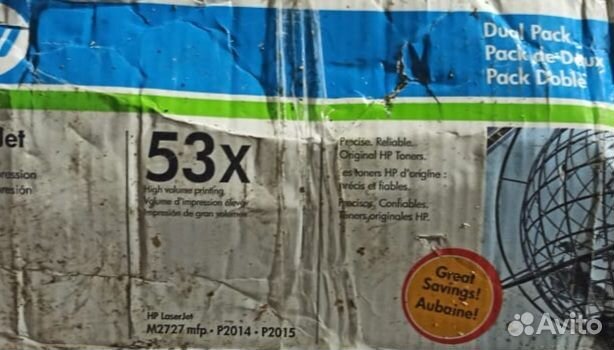 Dual Pack
Pack de Deux
Pack Doble
Jet
pression
presión
53X
High volume printing
Volume d'impression élevé
Impresión de gran volumen
Precise. Reliable.
Original HP Toners.
Les toners HP d'origine :
précis et fiables.
Precisos. Confiables.
Tóners originales HP.
Great
Savings!
Aubaine!
HP LaserJet
M2727 mfp • P2014 • P2015
Avito